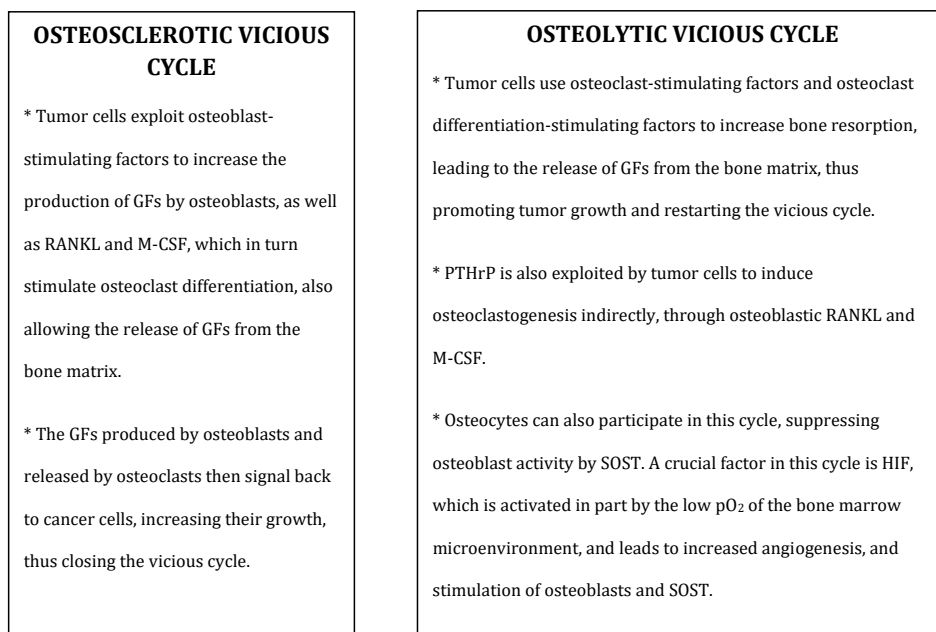 OSTEOSCLEROTIC VICIOUS
CYCLE
* Tumor cells exploit osteoblast-
stimulating factors to increase the
production of GFs by osteoblasts, as well
as RANKL and M-CSF, which in turn
stimulate osteoclast differentiation, also
allowing the release of GFs from the
bone matrix.
* The GFs produced by osteoblasts and
released by osteoclasts then signal back
to cancer cells, increasing their growth,
thus closing the vicious cycle.
OSTEOLYTIC VICIOUS CYCLE
* Tumor cells use osteoclast-stimulating factors and osteoclast
differentiation-stimulating factors to increase bone resorption,
leading to the release of GFs from the bone matrix, thus
promoting tumor growth and restarting the vicious cycle.
* PTHrP is also exploited by tumor cells to induce
osteoclastogenesis indirectly, through osteoblastic RANKL and
M-CSF.
* Osteocytes can also participate in this cycle, suppressing
osteoblast activity by SOST. A crucial factor in this cycle is HIF,
which is activated in part by the low pO₂ of the bone marrow
microenvironment, and leads to increased angiogenesis, and
stimulation of osteoblasts and SOST.